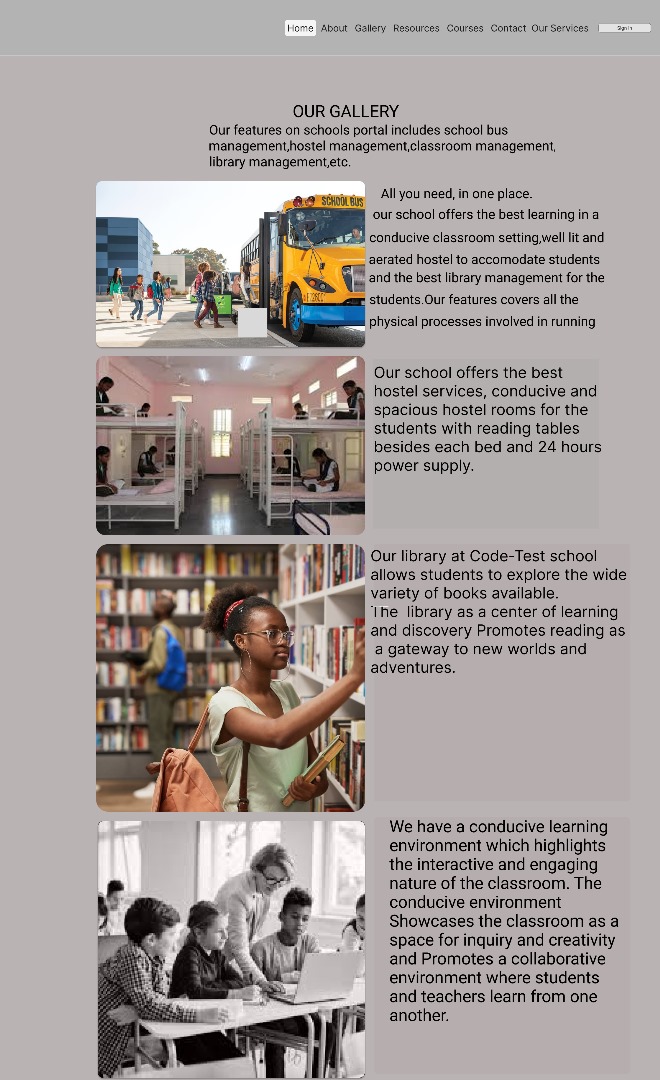 Home About Gallery Resources Courses Contact Our Services Sign In
OUR GALLERY
Our features on schools portal includes school bus
management,hostel management,classroom management,
library management,etc.
SCHOOL BUS
All you need, in one place.
our school offers the best learning in a
conducive classroom setting,well lit and
aerated hostel to accomodate students
and the best library management for the
students.Our features covers all the
physical processes involved in running
Our school offers the best
hostel services, conducive and
spacious hostel rooms for the
students with reading tables
besides each bed and 24 hours
power supply.
Our library at Code-Test school
allows students to explore the wide
variety of books available.
The library as a center of learning
and discovery Promotes reading as
a gateway to new worlds and
adventures.
We have a conducive learning
environment which highlights
the interactive and engaging
nature of the classroom. The
conducive environment
Showcases the classroom as a
space for inquiry and creativity
and Promotes a collaborative
environment where students
and teachers learn from one
another.